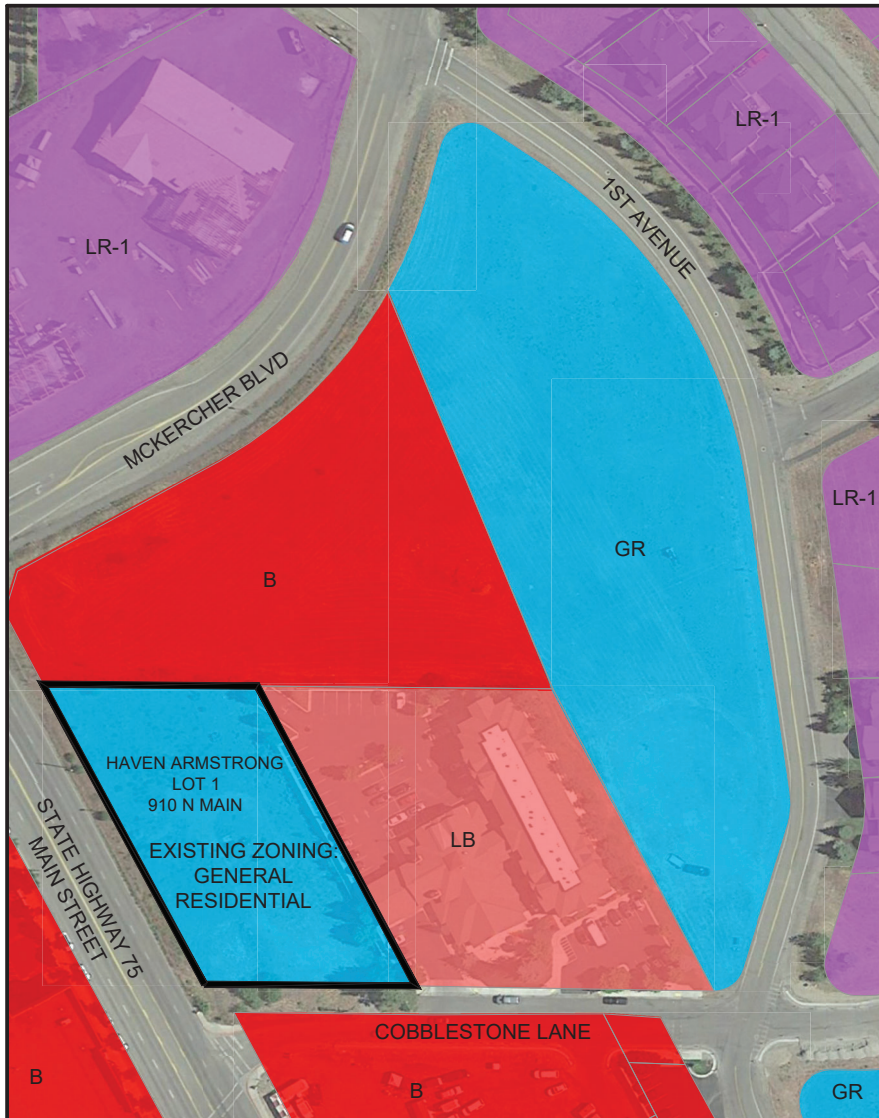 LR-1
1ST AVENUE
LR-1
MCKERCHER BLVD
LR-1
GR
B
HAVEN ARMSTRONG
LOT 1
910 N MAIN
EXISTING ZONING:
GENERAL
RESIDENTIAL
LB
STATE HIGHWAY 75
MAIN STREET
COBBLESTONE LANE
B
B
GR